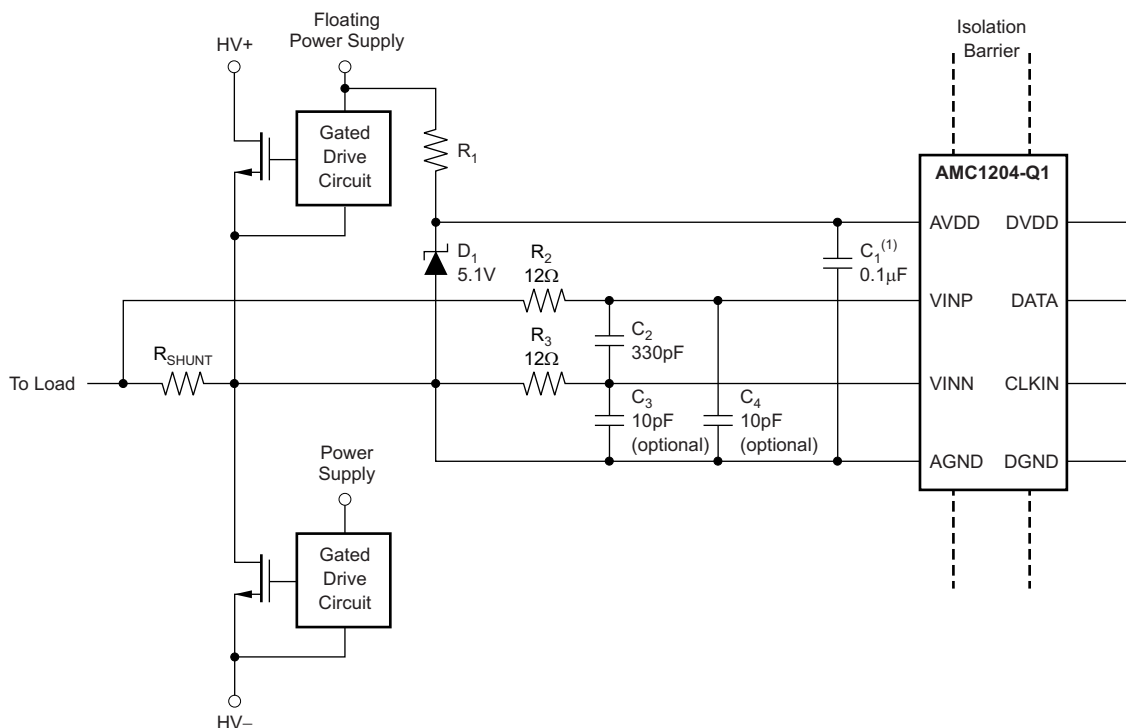 Floating
Power Supply
HV+
Isolation
Barrier
Gated
Drive
Circuit
R1
AMC1204-Q1
AVDD
DVDD
D1
5.1V
C1(1)
0.1µF
R2
12Ω
VINP
DATA
C2
330pF
R3
12Ω
RSHUNT
To Load
VINN
CLKIN
C3
10pF
(optional)
C4
10pF
(optional)
AGND
DGND
Power
Supply
Gated
Drive
Circuit
HV−